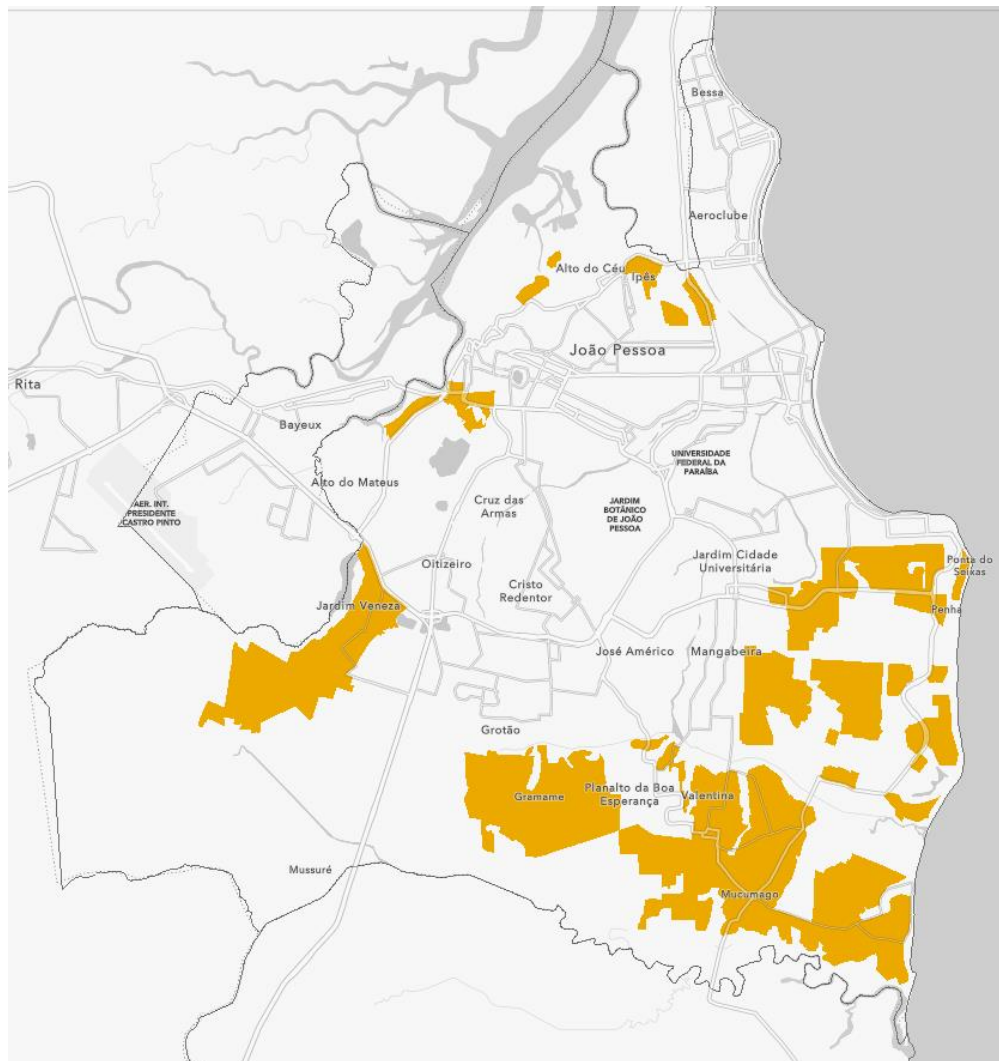 Bessa
Aeroclube
Alto do Céu
Ipês
João Pessoa
Rita
Bayeux
UNIVERSIDADE
FEDERAL DA
PARAÍBA
Alto do Mateus
AER. INT.
PRESIDENTE
CASTRO PINTO
Cruz das
Armas
JARDIM
BOTÂNICO
DE JOÃO
PESSOA
Jardim Cidade
Universitária
Ponta do
Seixas
Oitizeiro
Cristo
Redentor
Jardim Veneza
Penha
José Américo
Mangabeira
Grotão
Gramame
Planalto da Boa
Esperança
Valentina
Mussuré
Mucumago